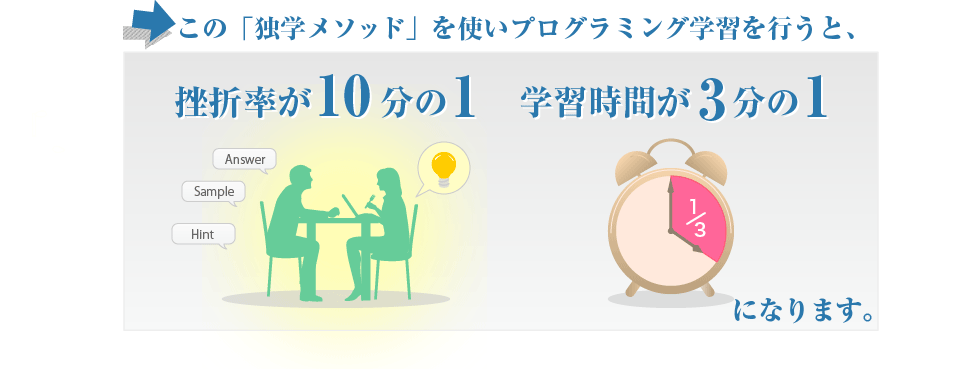 この「独学メソッド」を使いプログラミング学習を行うと、
挫折率が10分の1
学習時間が3分の1
Answer
Sample
Hint
1/3
になります。